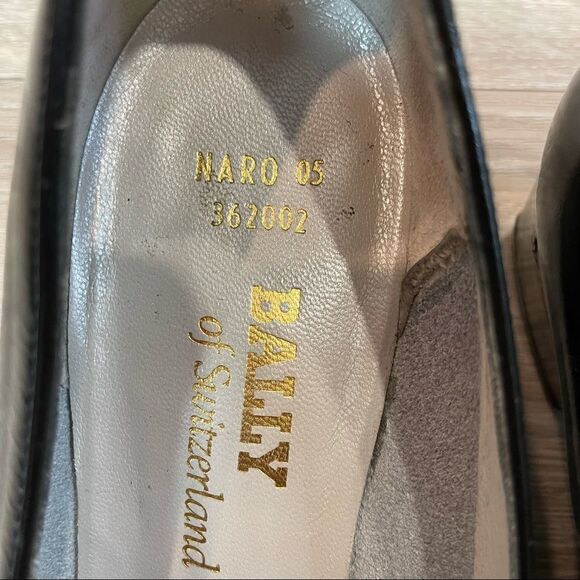 NARO 05
362002
BALLY
of Switzerland